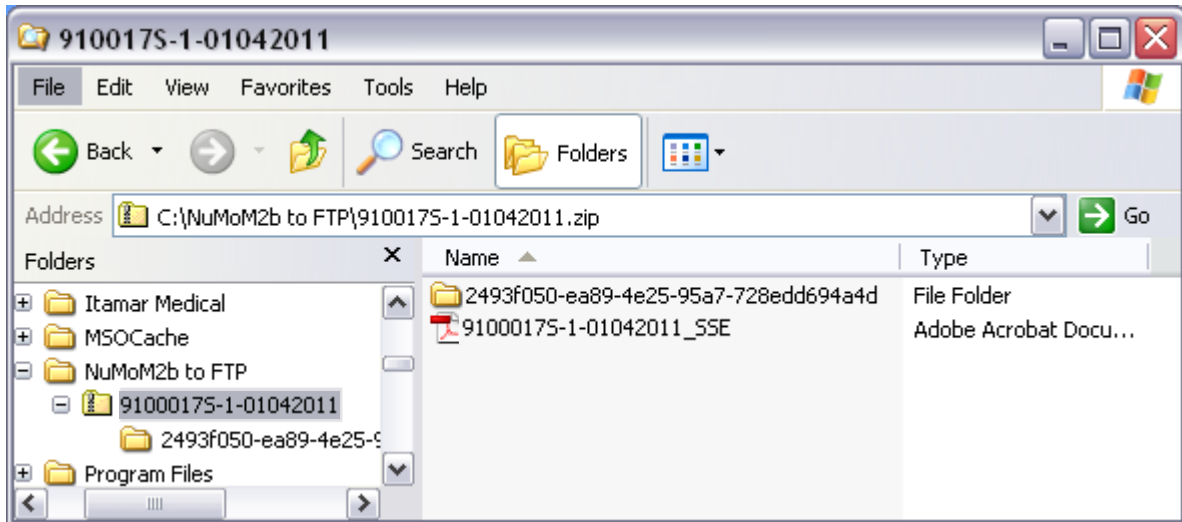 910017S-1-01042011
File Edit View Favorites Tools Help
Back Search Folders
Address C:\NuMoM2b to FTP\910017S-1-01042011.zip Go
Folders × Name Type
Itamar Medical 2493f050-ea89-4e25-95a7-728edd694a4d File Folder
MSOCache 9100017S-1-01042011_SSE Adobe Acrobat Docu...
NuMoM2b to FTP
9100017S-1-01042011
2493f050-ea89-4e25-9
Program Files